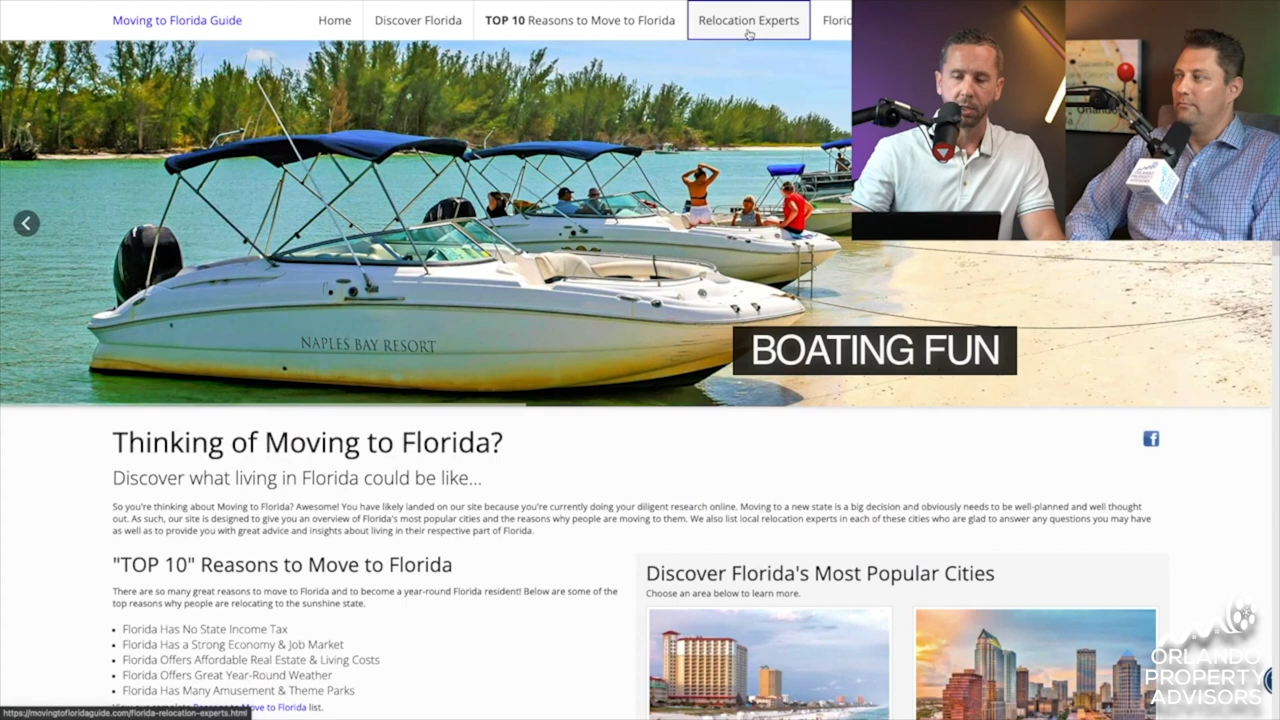 Moving to Florida Guide
Home
Discover Florida
TOP 10 Reasons to Move to Florida
Relocation Experts
Orlando
NAPLES BAY RESORT
BOATING FUN
Thinking of Moving to Florida?
Discover what living in Florida could be like...
So you're thinking about Moving to Florida? Awesome! You have likely landed on our site because you're currently doing your diligent research online. Moving to a new state is a big decision and obviously needs to be well-planned and well thought
out. As such, our site is designed to give you an overview of Florida's most popular cities and the reasons why people are moving to them. We also list local relocation experts in each of these cities who are glad to answer any questions you may have
as well as to provide you with great advice and insights about living in their respective part of Florida.
"TOP 10" Reasons to Move to Florida
There are so many great reasons to move to Florida and to become a year-round Florida resident! Below are some of the
top reasons why people are relocating to the sunshine state.
Florida Has No State Income Tax
Florida Has a Strong Economy & Job Market
Florida Offers Affordable Real Estate & Living Costs
Florida Offers Great Year-Round Weather
Florida Has Many Amusement & Theme Parks
Move to Florida list.
Discover Florida's Most Popular Cities
Choose an area below to learn more.
https://movingtofloridaguide.com/florida-relocation-experts.html
ORLANDO
PROPERTY
ADVISORS